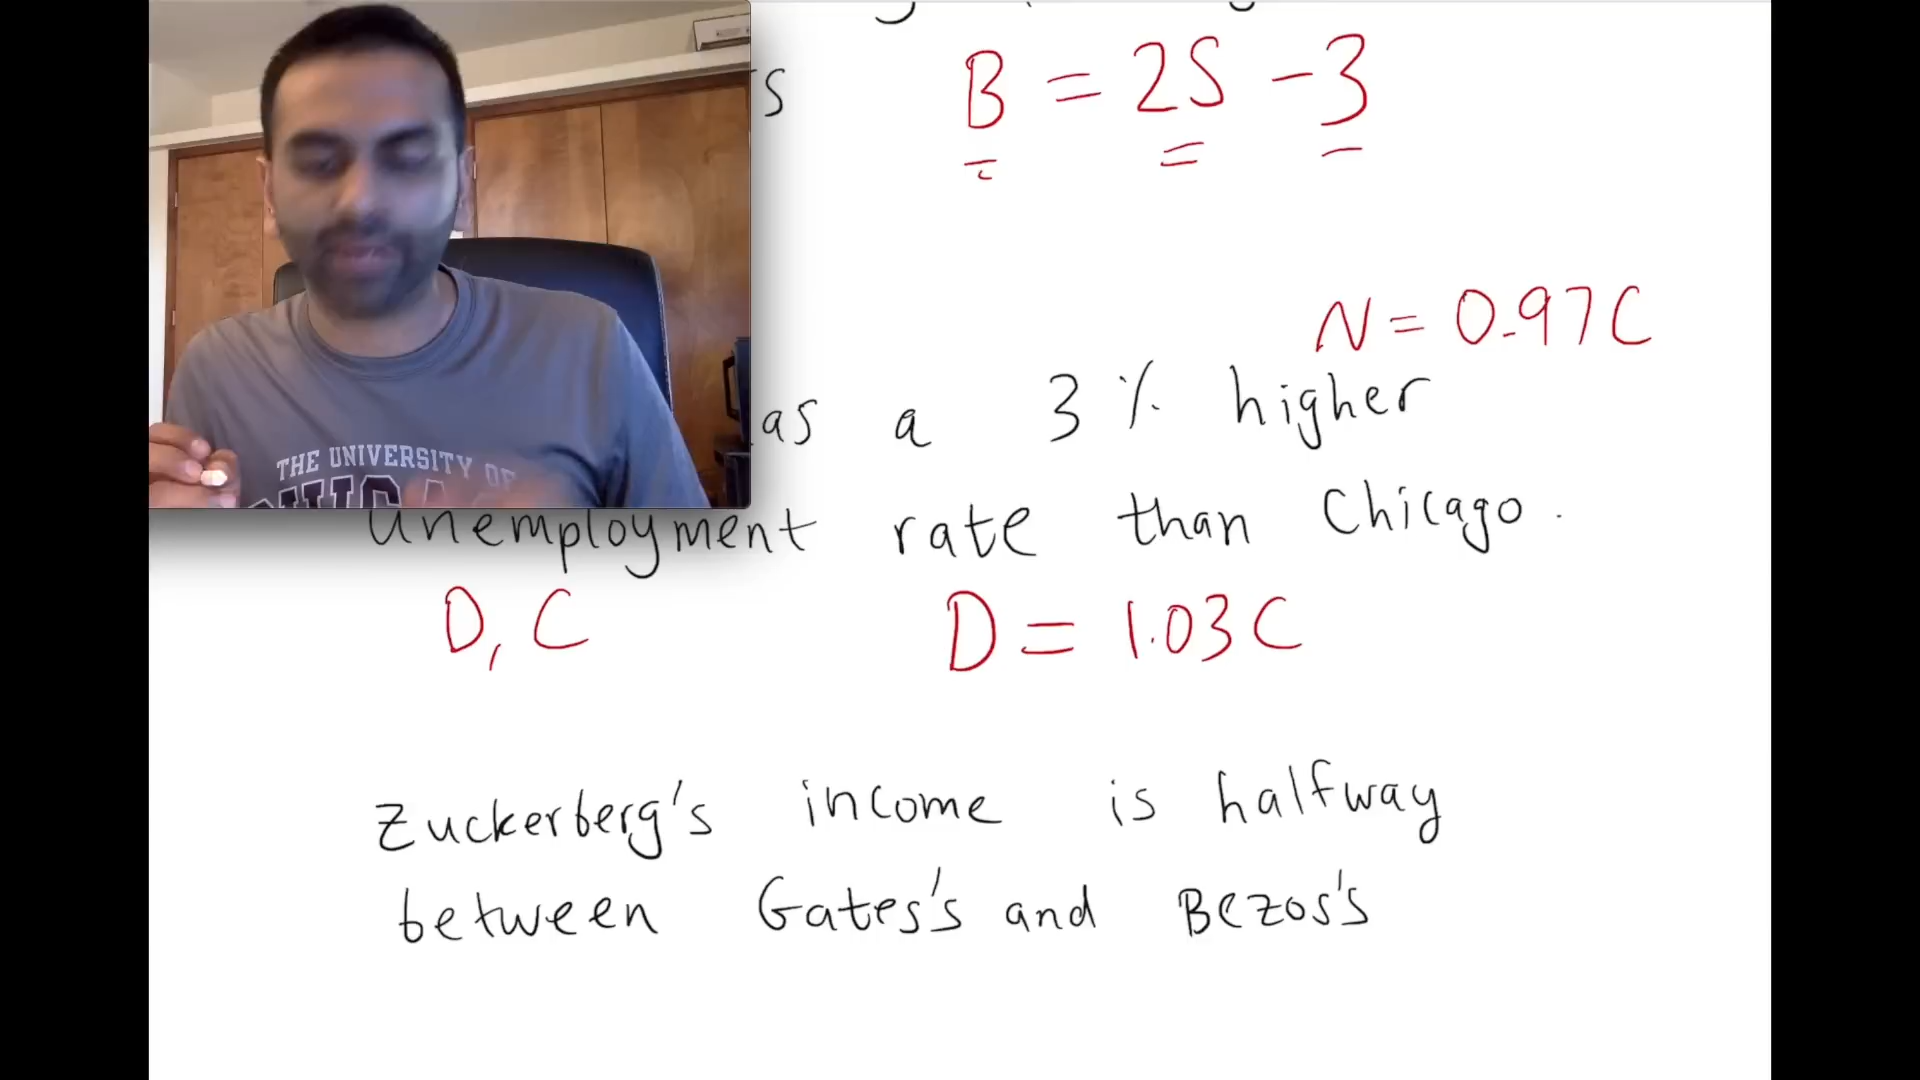 B = 2S - 3
N = 0.97C
as a 3% higher
Unemployment rate than Chicago.
D, C D = 1.03C
Zuckerberg's income is halfway
between Gates's and Bezos's
THE UNIVERSITY OF